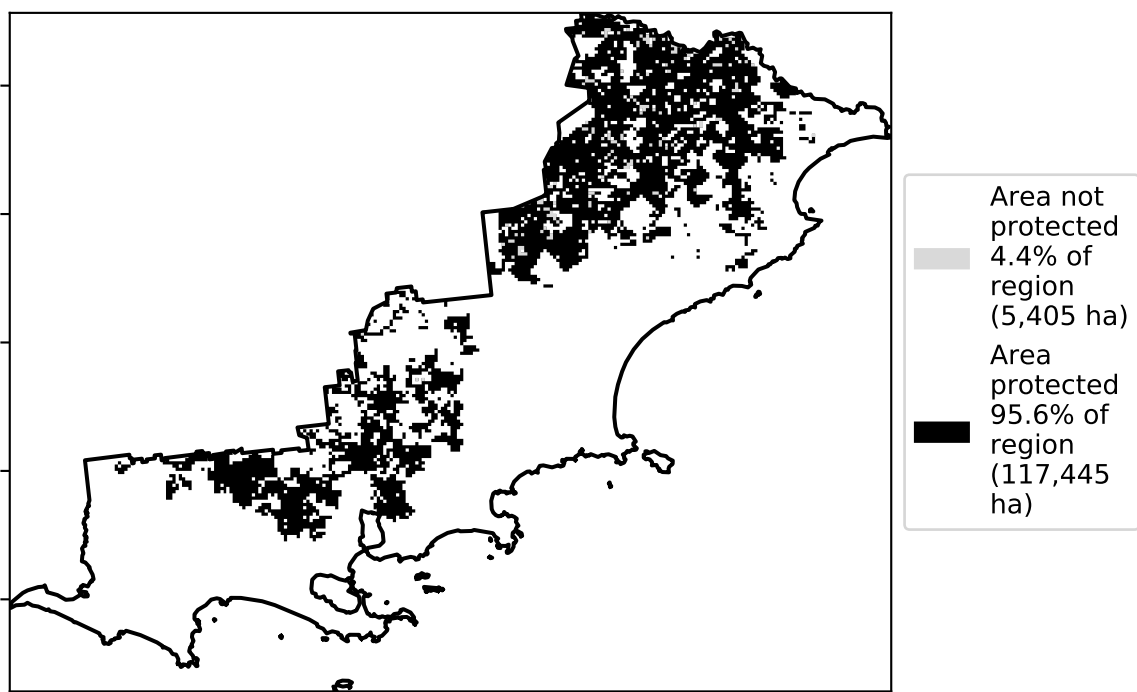 Area not
protected
4.4% of
region
(5,405 ha)
Area
protected
95.6% of
region
(117,445
ha)